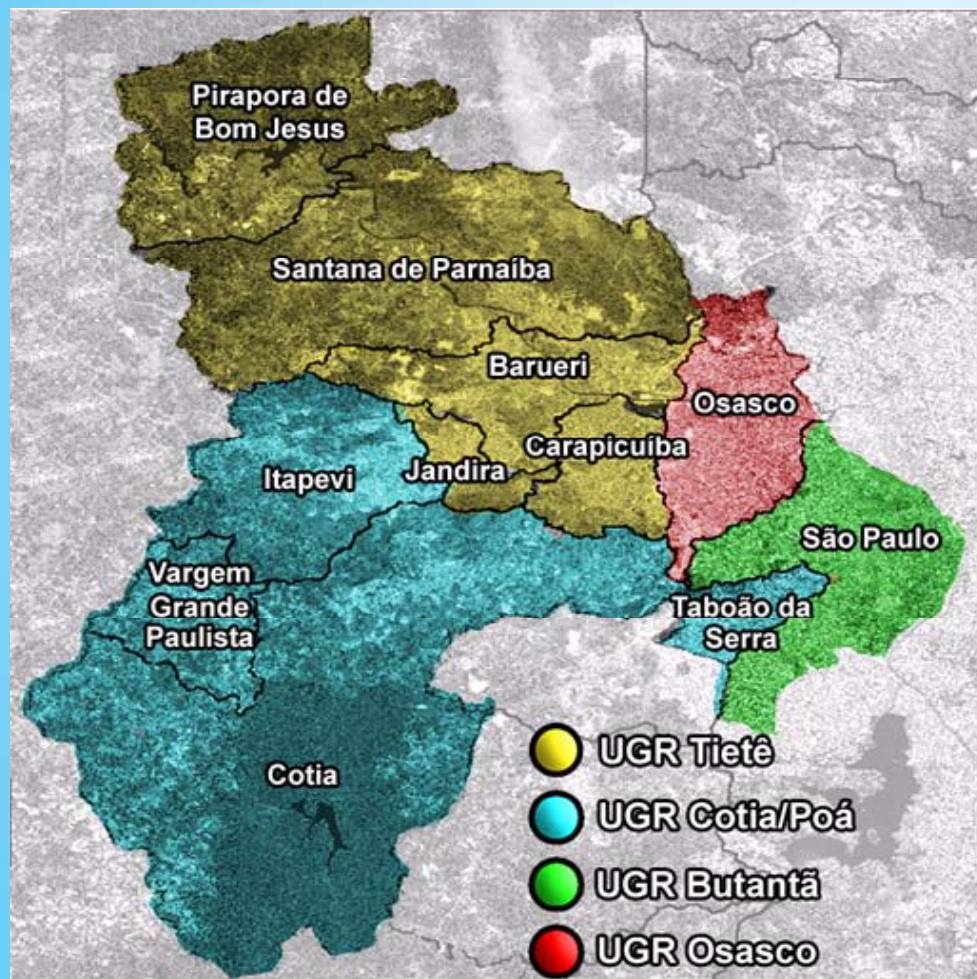 Pirapora de
Bom Jesus
Santana de Parnaíba
Barueri
Osasco
Carapicuíba
Jandira
Itapevi
São Paulo
Vargem
Grande
Paulista
Taboão da
Serra
Cotia
UGR Tietê
UGR Cotia/Poá
UGR Butantã
UGR Osasco